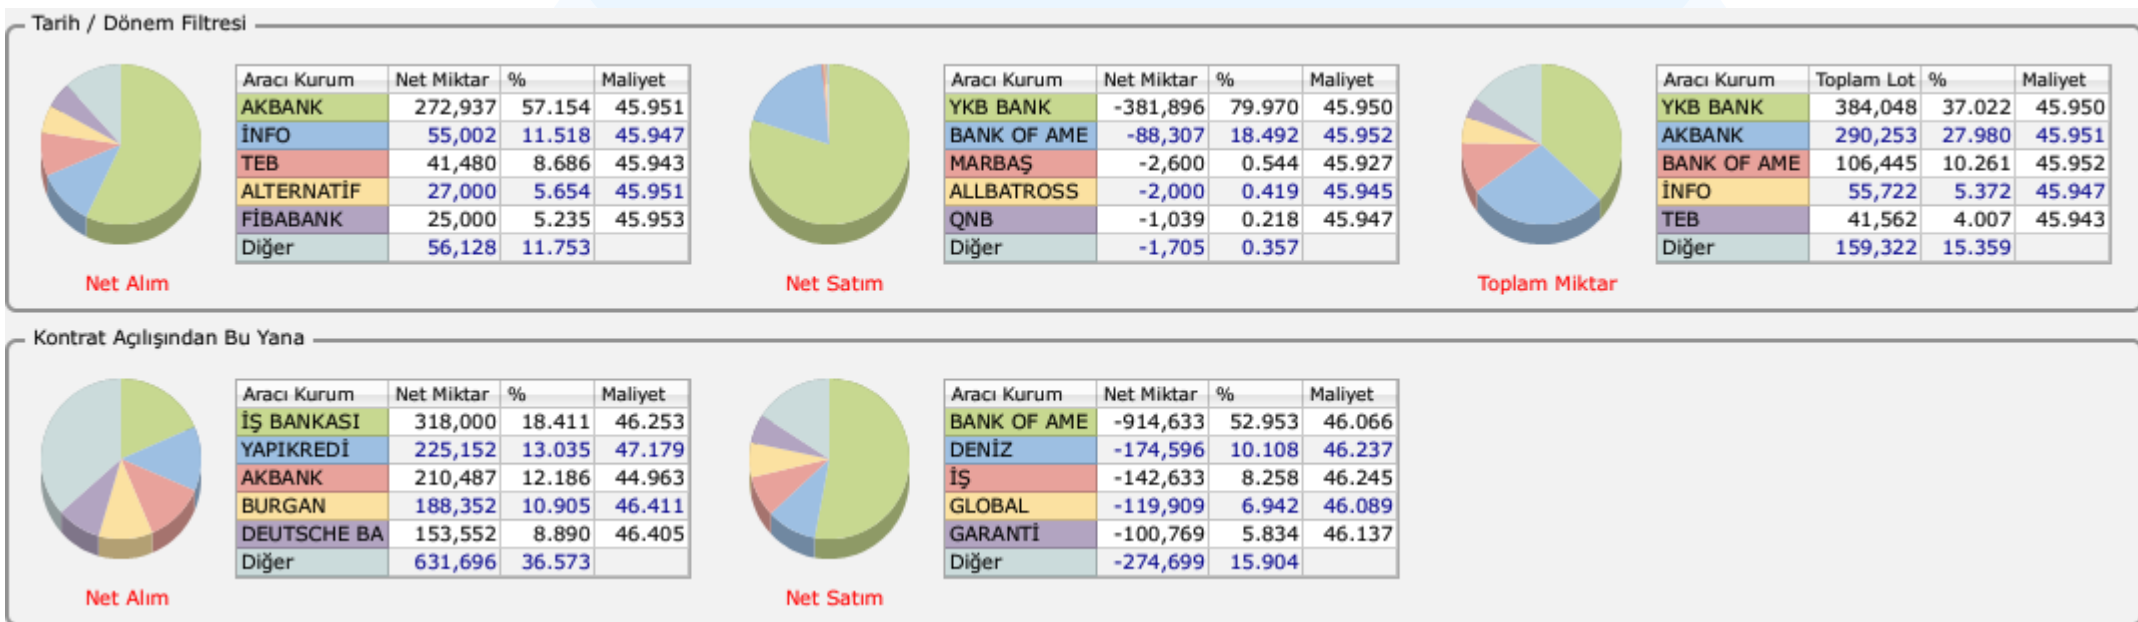 Tarih / Dönem Filtresi
Aracı Kurum Net Miktar % Maliyet
AKBANK 272,937 57.154 45.951
İNFO 55,002 11.518 45.947
TEB 41,480 8.686 45.943
ALTERNATİF 27,000 5.654 45.951
FİBABANK 25,000 5.235 45.953
Diğer 56,128 11.753
Net Alım
Aracı Kurum Net Miktar % Maliyet
YKB BANK -381,896 79.970 45.950
BANK OF AME -88,307 18.492 45.952
MARBAŞ -2,600 0.544 45.927
ALLBATROSS -2,000 0.419 45.945
QNB -1,039 0.218 45.947
Diğer -1,705 0.357
Net Satım
Aracı Kurum Toplam Lot % Maliyet
YKB BANK 384,048 37.022 45.950
AKBANK 290,253 27.980 45.951
BANK OF AME 106,445 10.261 45.952
İNFO 55,722 5.372 45.947
TEB 41,562 4.007 45.943
Diğer 159,322 15.359
Toplam Miktar
Kontrat Açılışından Bu Yana
Aracı Kurum Net Miktar % Maliyet
İŞ BANKASI 318,000 18.411 46.253
YAPIKREDİ 225,152 13.035 47.179
AKBANK 210,487 12.186 44.963
BURGAN 188,352 10.905 46.411
DEUTSCHE BA 153,552 8.890 46.405
Diğer 631,696 36.573
Net Alım
Aracı Kurum Net Miktar % Maliyet
BANK OF AME -914,633 52.953 46.066
DENİZ -174,596 10.108 46.237
İŞ -142,633 8.258 46.245
GLOBAL -119,909 6.942 46.089
GARANTİ -100,769 5.834 46.137
Diğer -274,699 15.904
Net Satım